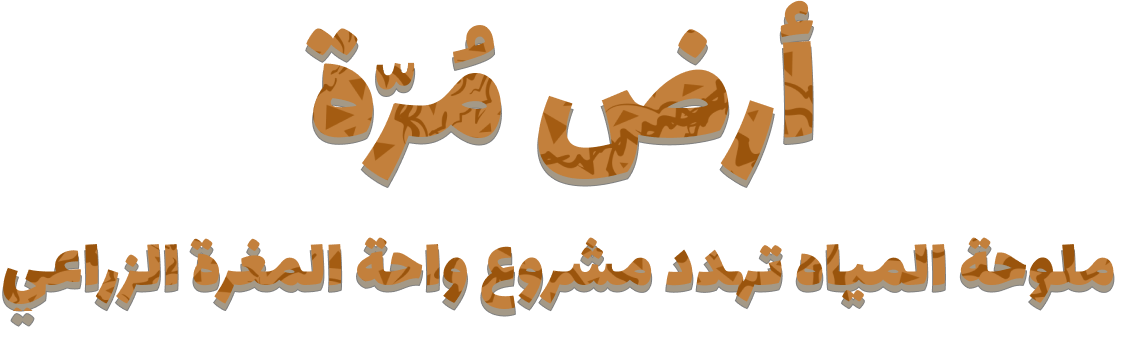 أرض مُرّة
ملوحة المياه تهدد مشروع واحة المغرة الزراعي